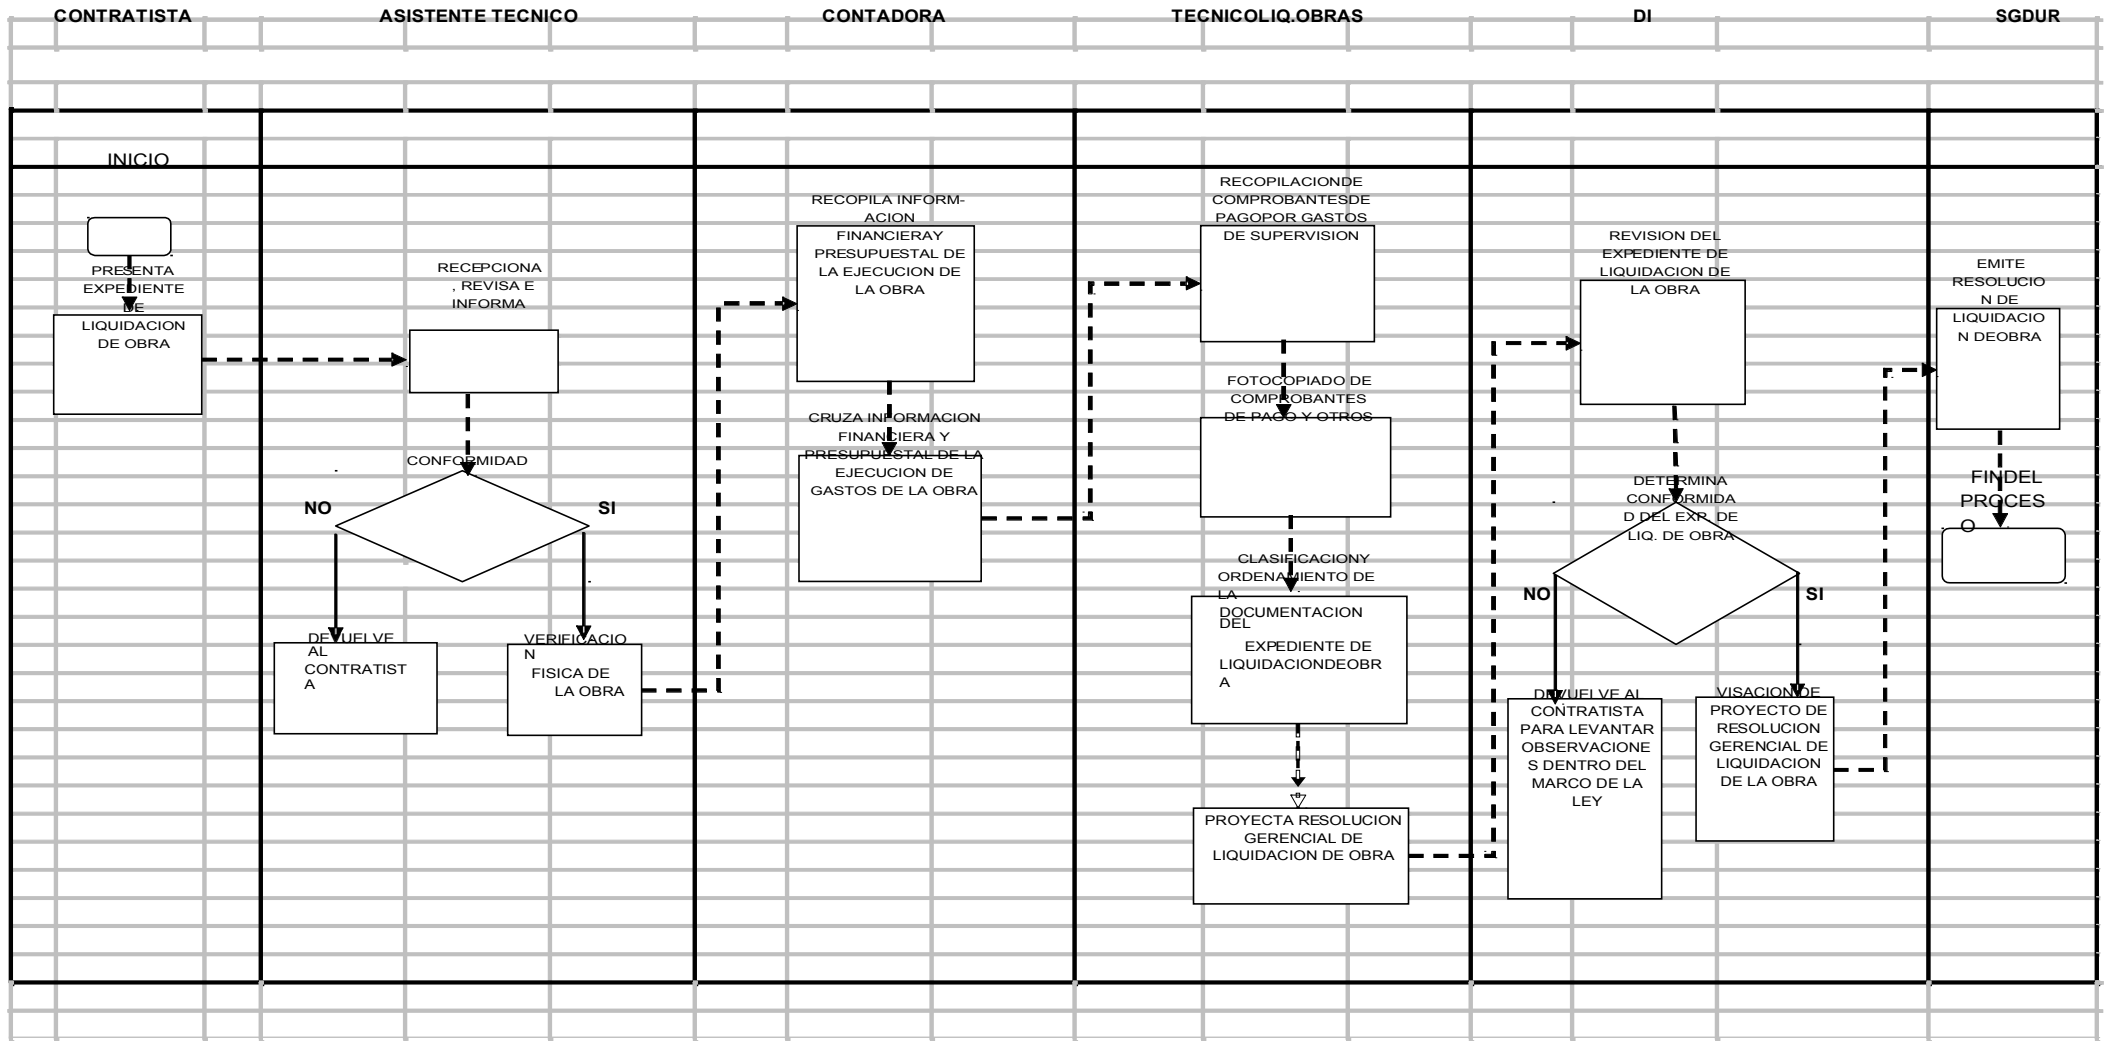 CONTRATISTA
ASISTENTE TECNICO
CONTADORA
TECNICOLIQ.OBRAS
DI
SGDUR
INICIO
PRESENTA
EXPEDIENTE
DE
LIQUIDACION
DE OBRA
RECEPCIONA
, REVISA E
INFORMA
CONFORMIDAD
NO
SI
DEVUELVE
AL
CONTRATIST
A
VERIFICACIO
N
FISICA DE
LA OBRA
RECOPILA INFORM-
ACION
FINANCIERAY
PRESUPUESTAL DE
LA EJECUCION DE
LA OBRA
CRUZA INFORMACION
FINANCIERA Y
PRESUPUESTAL DE LA
EJECUCION DE
GASTOS DE LA OBRA
RECOPILACIONDE
COMPROBANTESDE
PAGOPOR GASTOS
DE SUPERVISION
FOTOCOPIADO DE
COMPROBANTES
DE PAGO Y OTROS
CLASIFICACIONY
ORDENAMIENTO DE
LA
DOCUMENTACION
DEL
EXPEDIENTE DE
LIQUIDACIONDEOBR
A
PROYECTA RESOLUCION
GERENCIAL DE
LIQUIDACION DE OBRA
REVISION DEL
EXPEDIENTE DE
LIQUIDACION DE
LA OBRA
DETERMINA
CONFORMIDA
D DEL EXP. DE
LIQ. DE OBRA
NO
SI
DEVUELVE AL
CONTRATISTA
PARA LEVANTAR
OBSERVACIONE
S DENTRO DEL
MARCO DE LA
LEY
VISACION DE
PROYECTO DE
RESOLUCION
GERENCIAL DE
LIQUIDACION
DE LA OBRA
EMITE
RESOLUCIO
N DE
LIQUIDACIO
N DEOBRA
FINDEL
PROCES
O